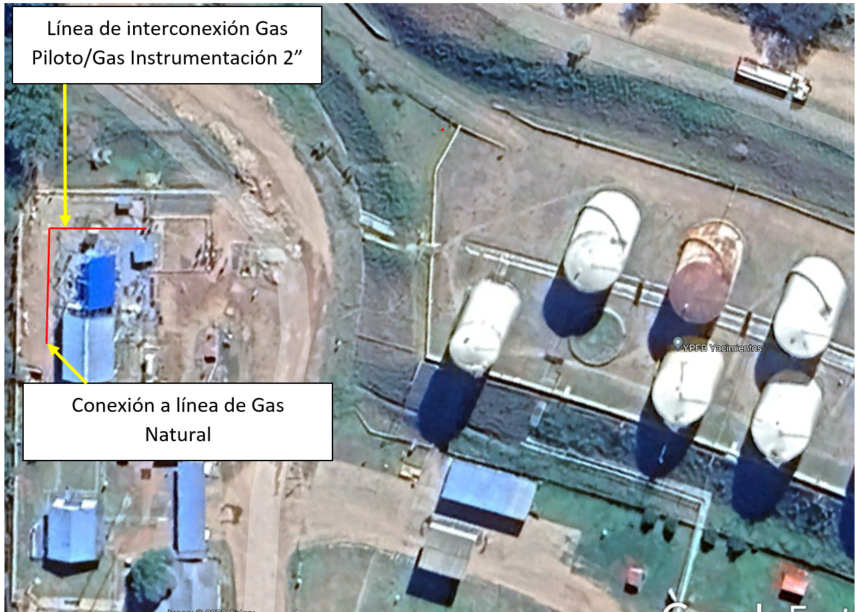 Línea de interconexión Gas
Piloto/Gas Instrumentación 2”
YPFB Yacimientos
Conexión a línea de Gas
Natural